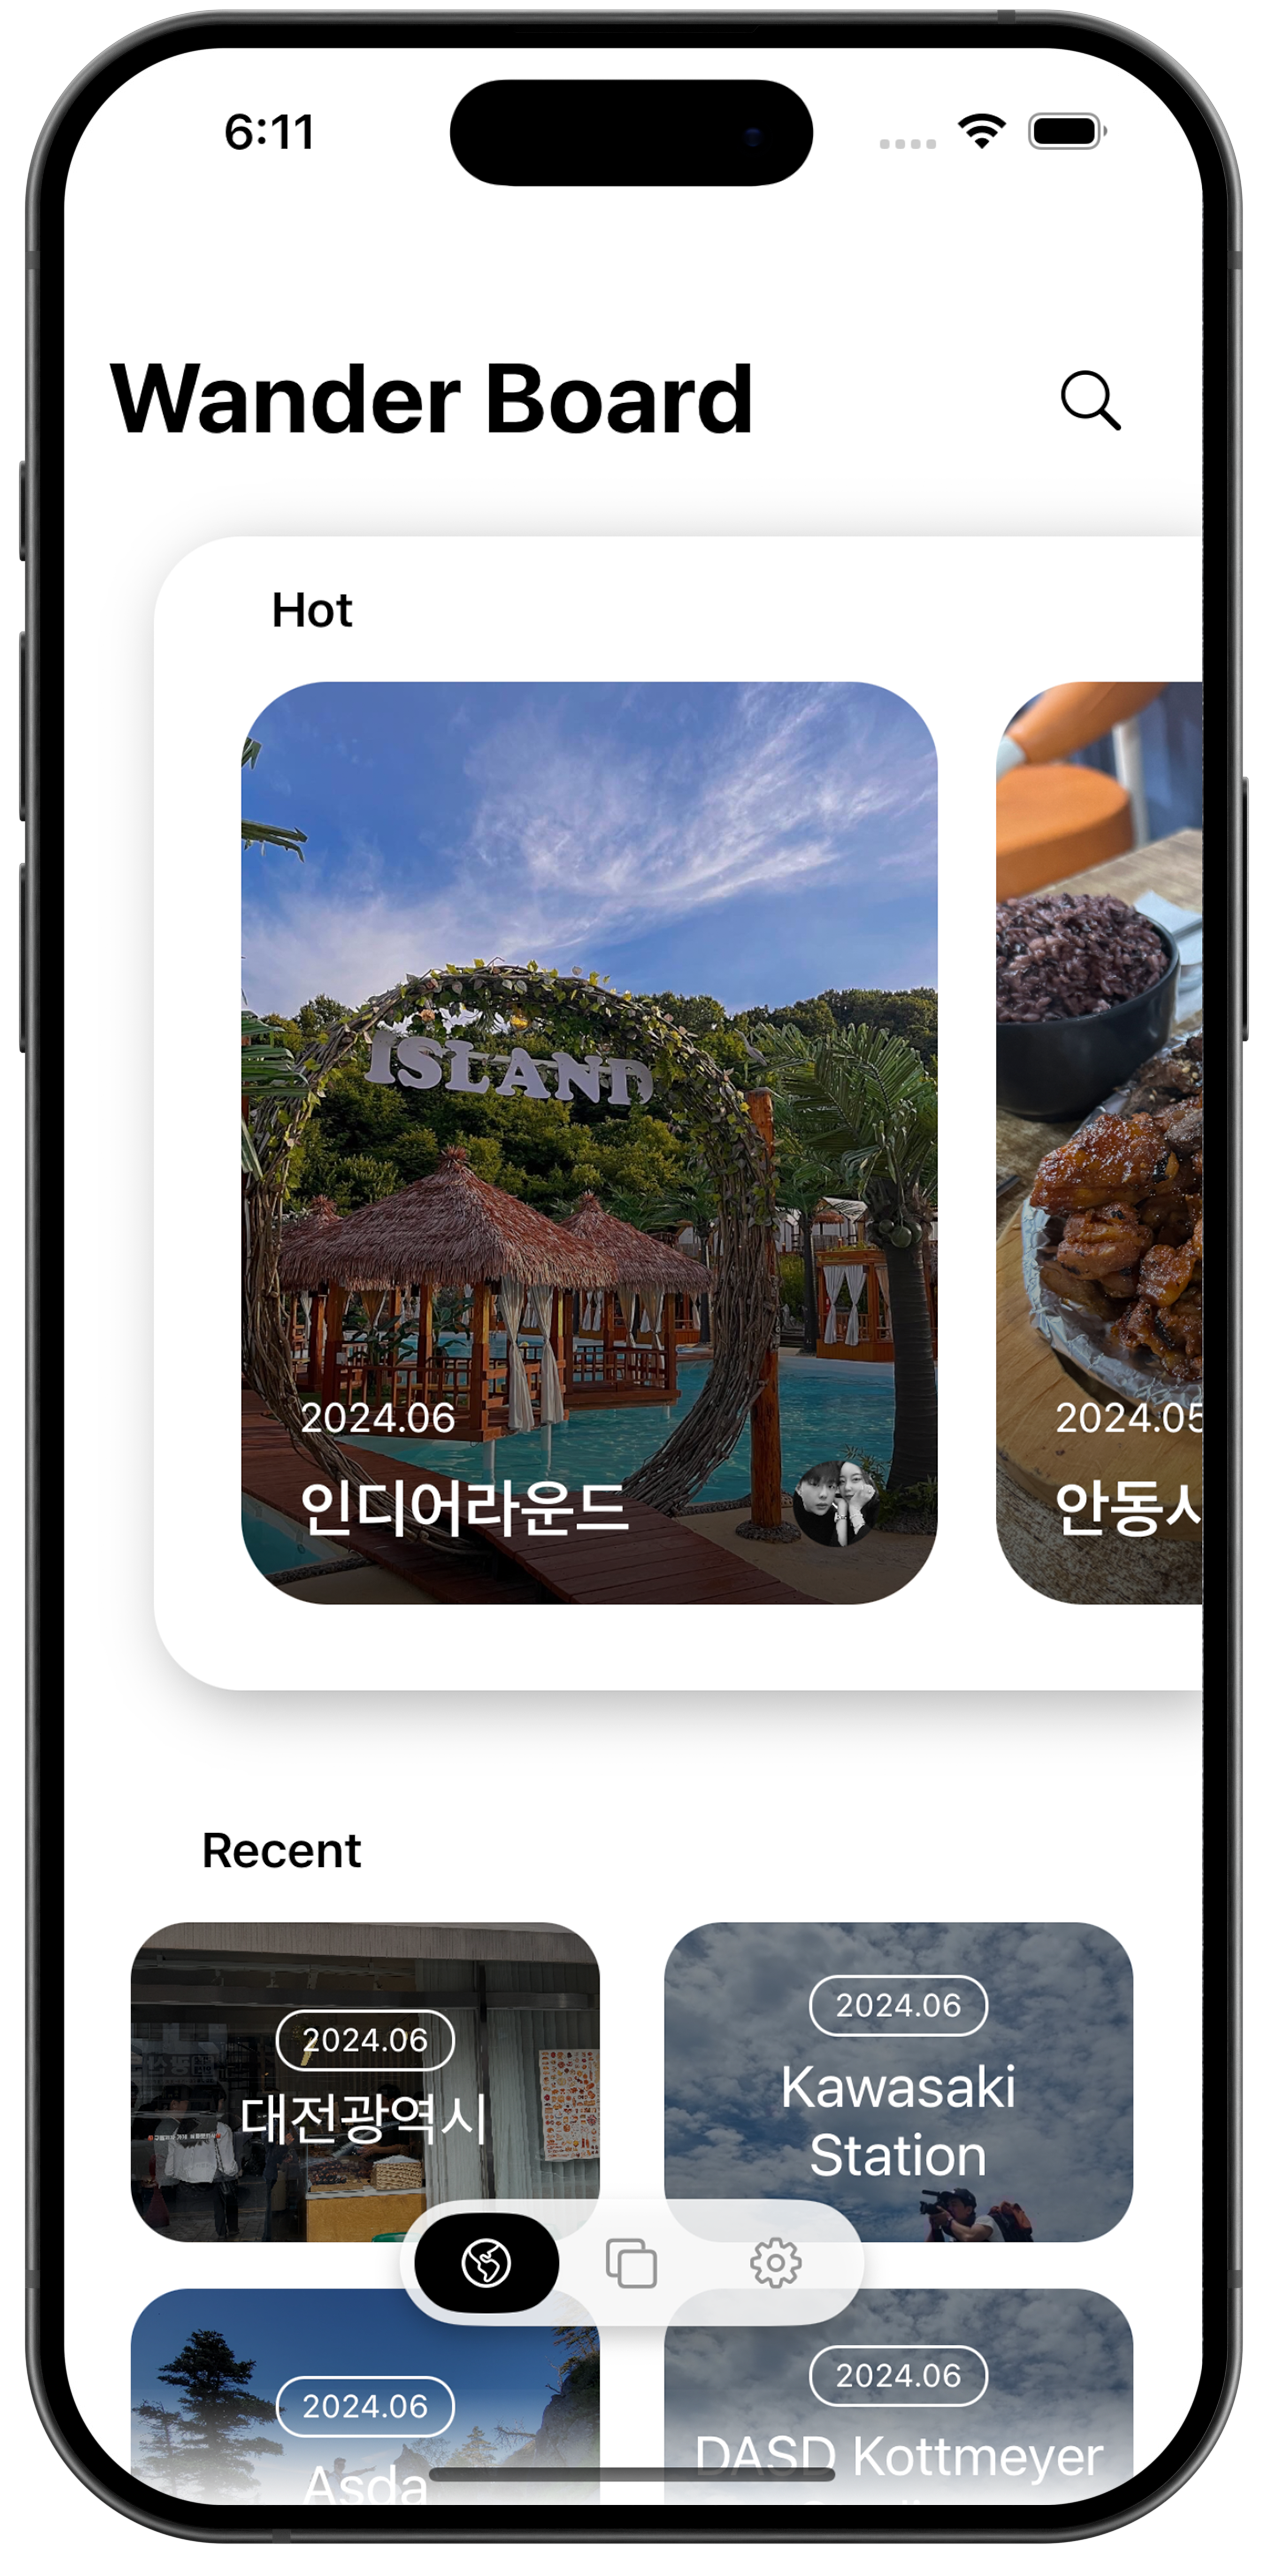 6:11
Wander Board
Hot
ISLAND
2024.06
인디어라운드
2024.05
안동시
Recent
2024.06
대전광역시
2024.06
Kawasaki
Station
2024.06
Asda
2024.06
DASD Kottmeyer